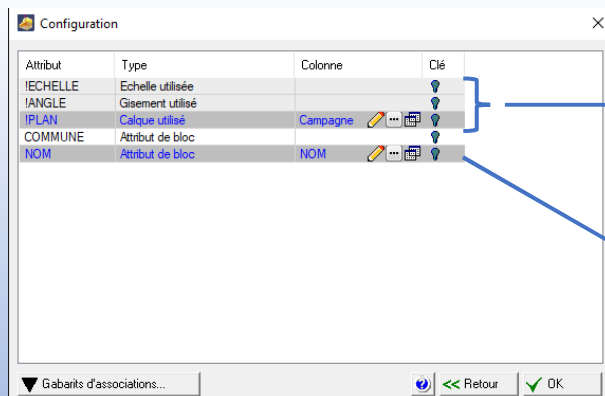 Configuration
Attribut Type Colonne Clé
!ECHELLE Echelle utilisée
!ANGLE Gisement utilisé
!PLAN Calque utilisé Campagne
COMMUNE Attribut de bloc
NOM Attribut de bloc NOM
Gabarits d'associations... << Retour OK